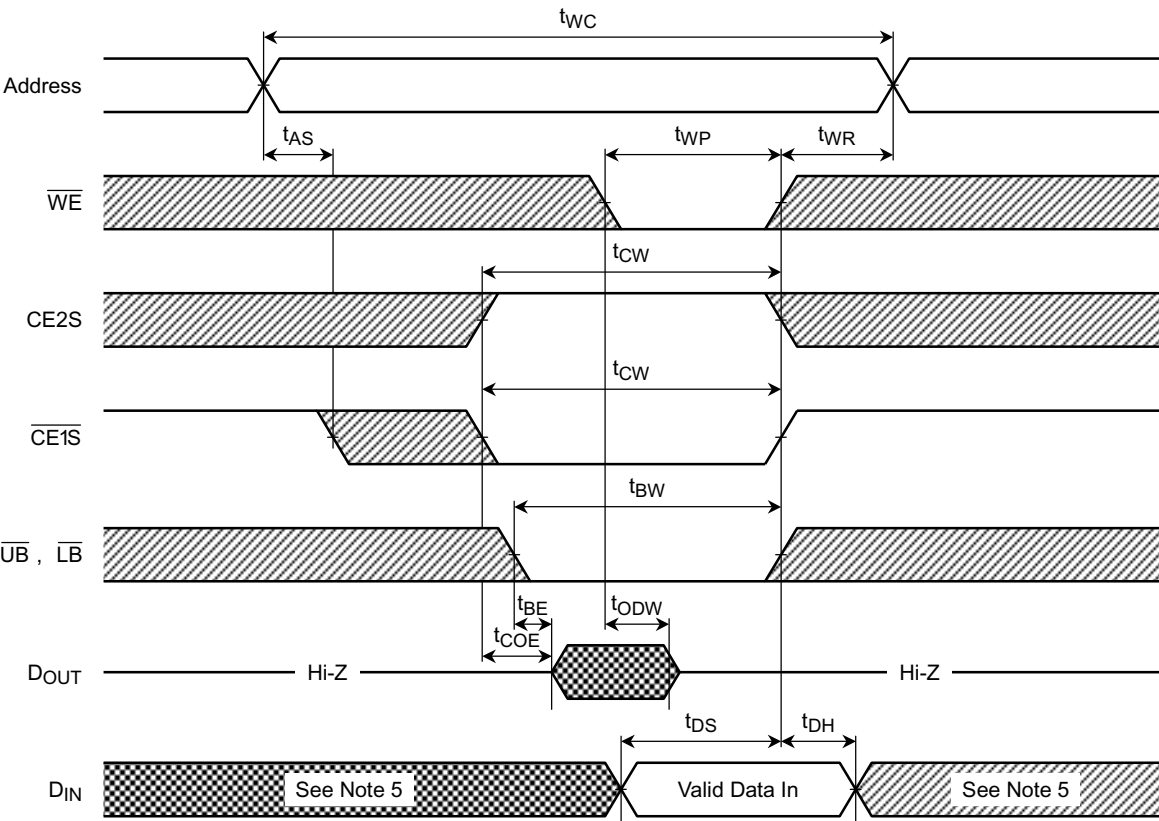 tWC
Address
tAS
tWP
tWR
WE
tCW
CE2S
tCW
CE1S
tBW
UB , LB
tBE
tODW
tCOE
DOUT
Hi-Z
Hi-Z
tDS
tDH
DIN
See Note 5
Valid Data In
See Note 5